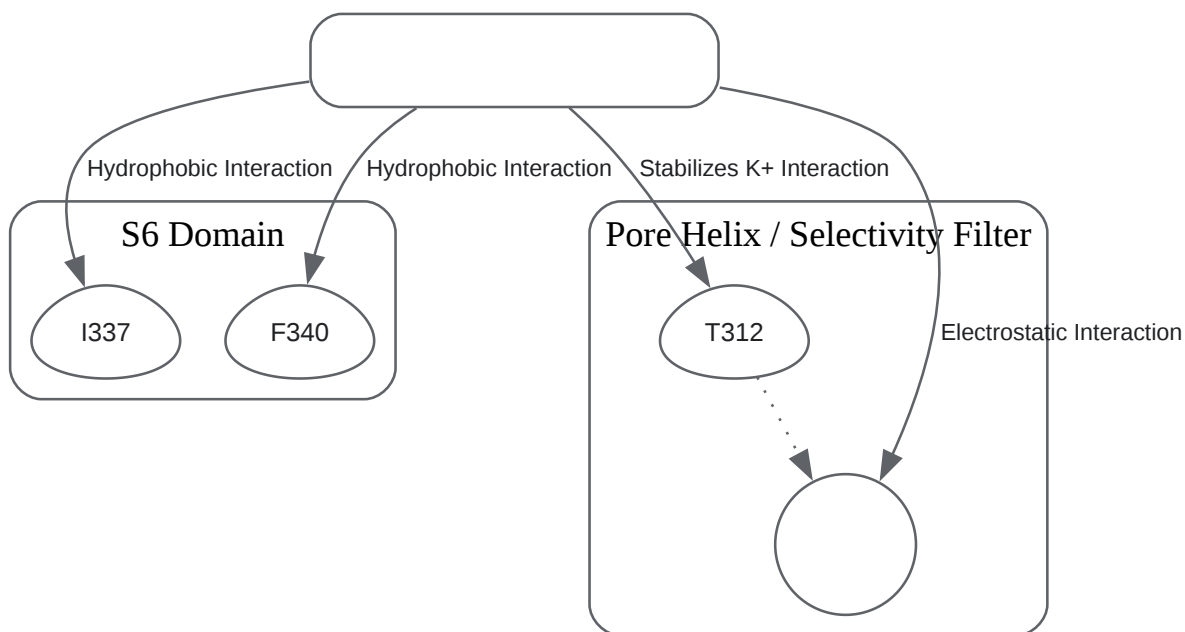 Hydrophobic Interaction
Hydrophobic Interaction
Stabilizes K+ Interaction
S6 Domain
Pore Helix / Selectivity Filter
I337
F340
T312
Electrostatic Interaction